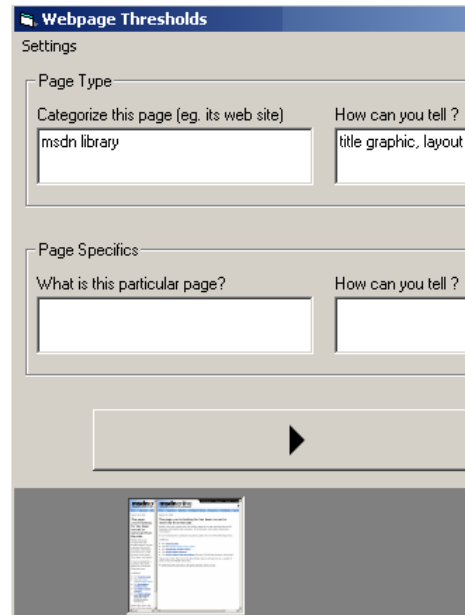 Webpage Thresholds
Settings
Page Type
Categorize this page (eg. its web site)
How can you tell ?
msdn library
title graphic, layout
Page Specifics
What is this particular page?
How can you tell ?